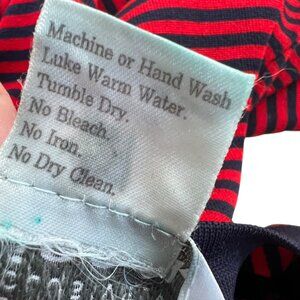 Machine or Hand Wash
Luke Warm Water.
Tumble Dry.
No Bleach.
No Iron.
No Dry Clean.